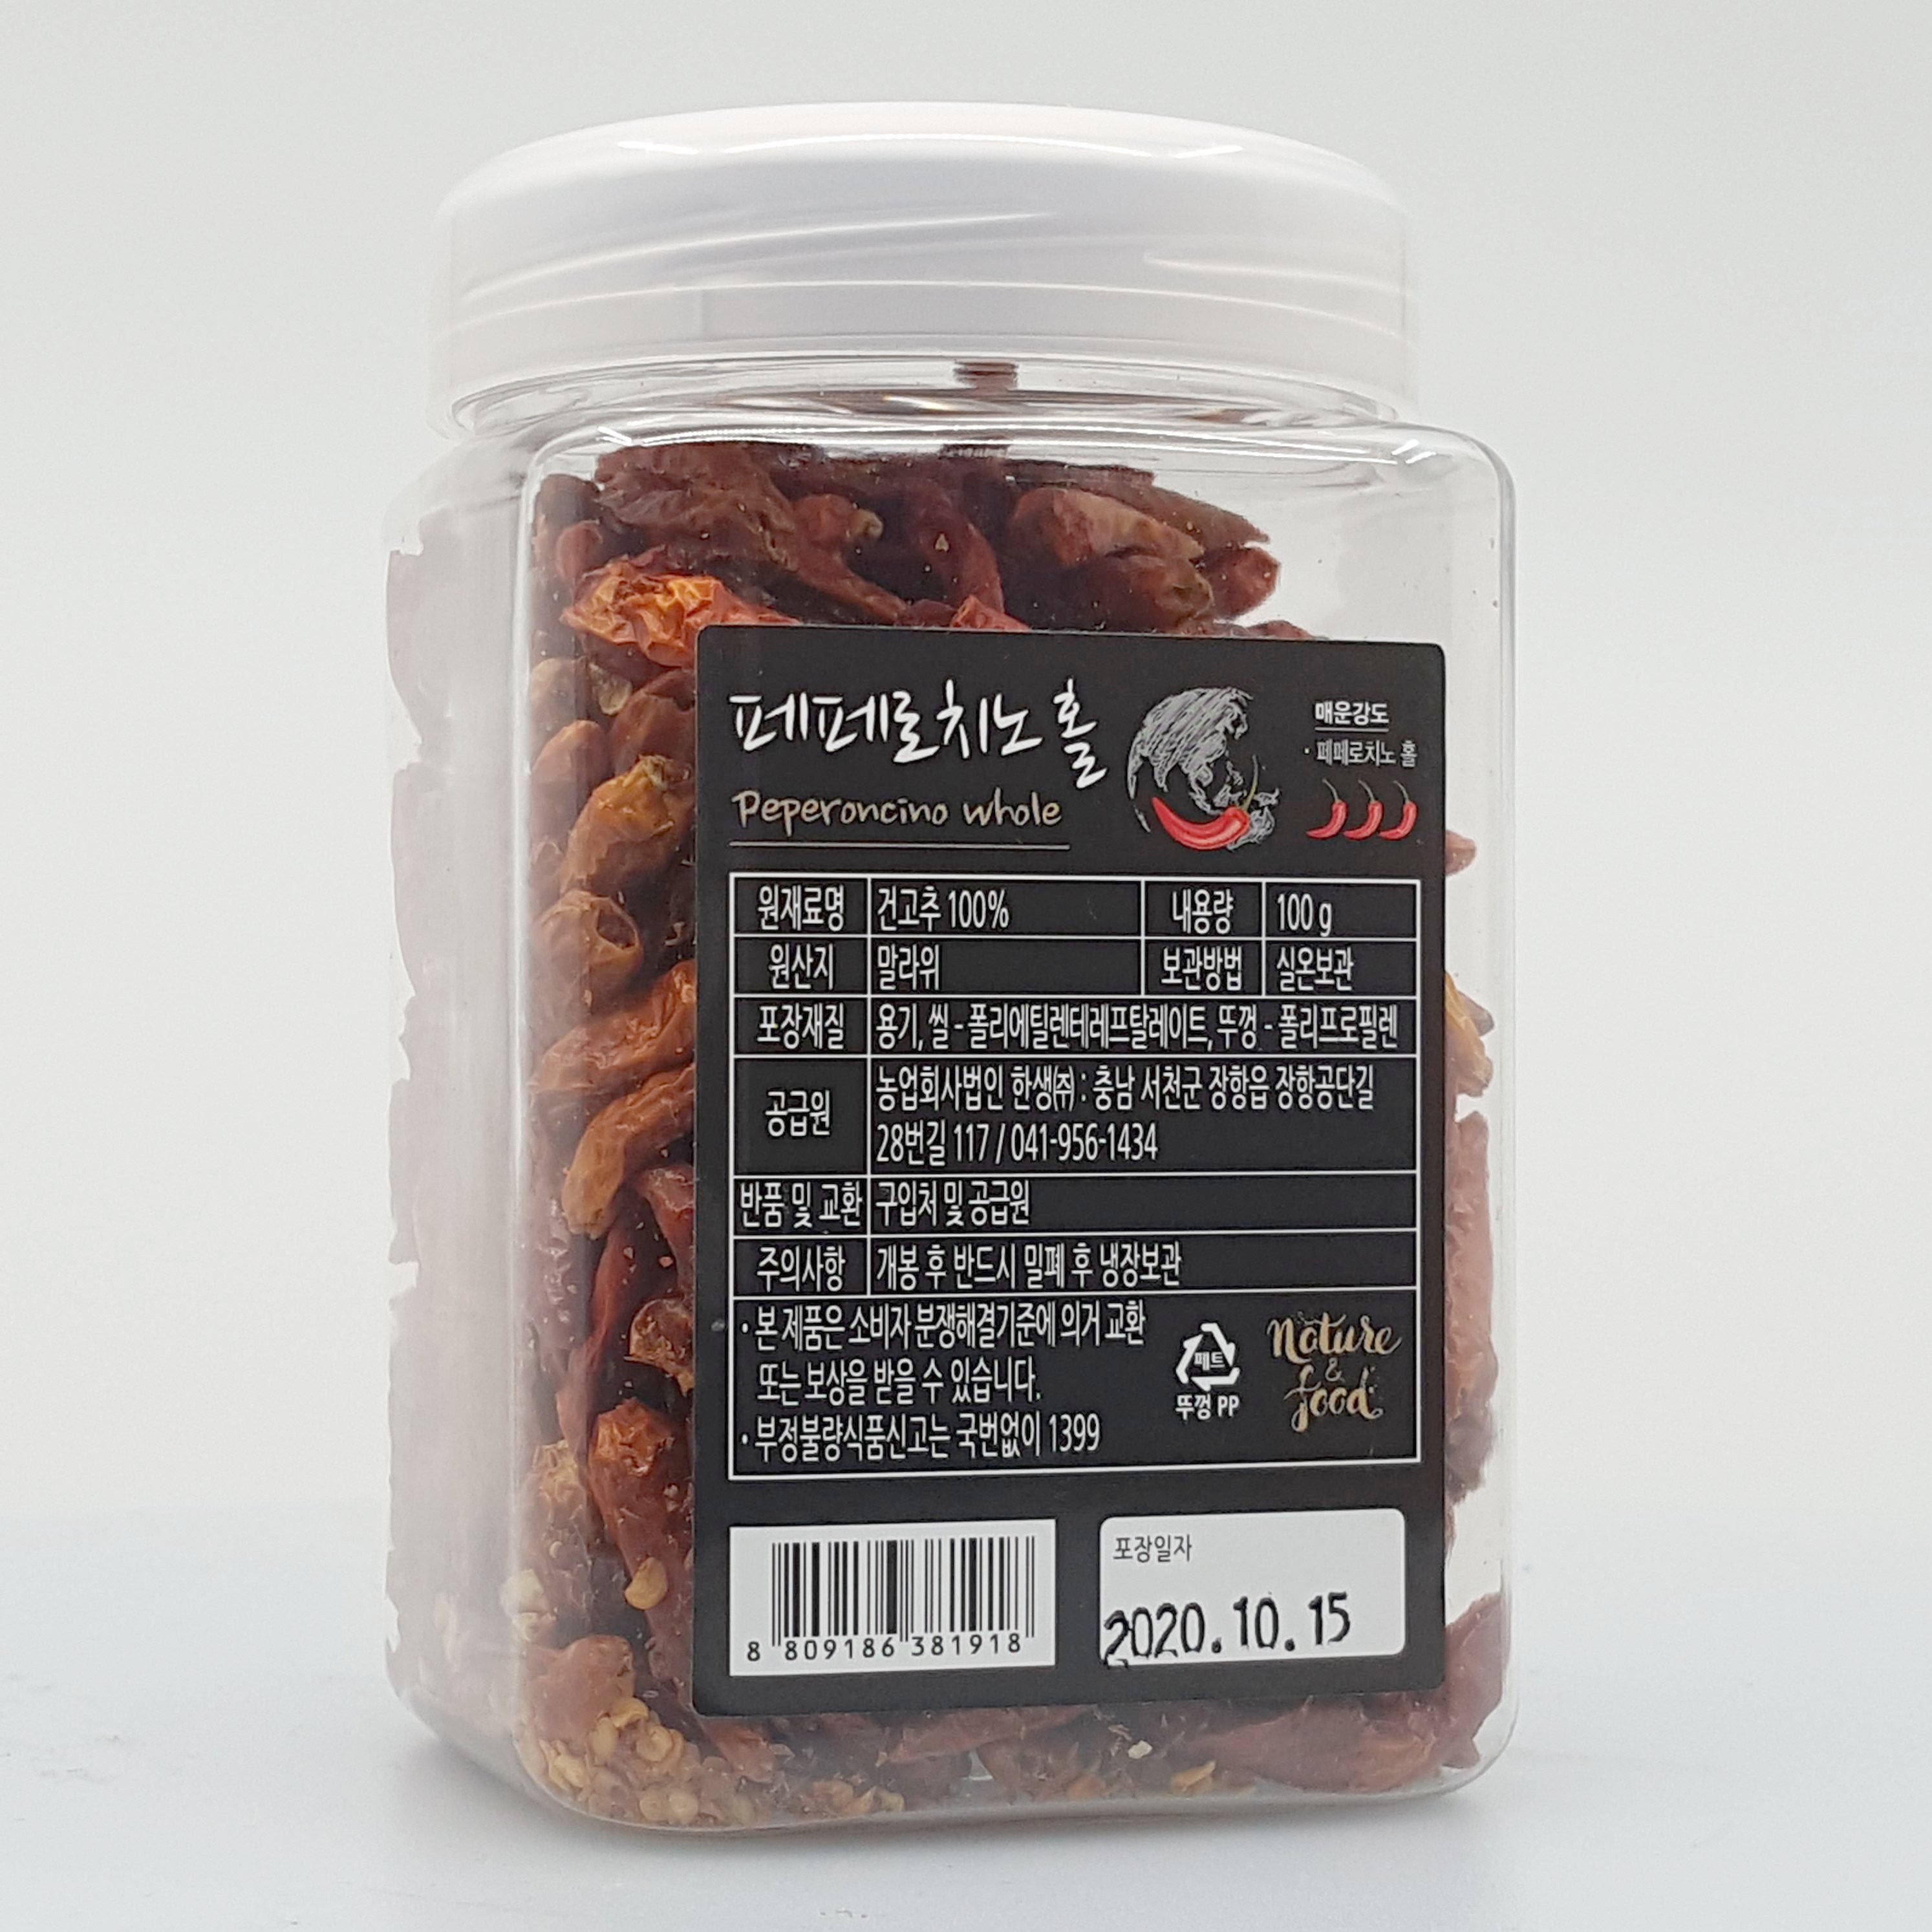 페페로치노 홀
Peperoncino whole
매운강도
· 페페로치노 홀
원재료명 건고추 100% 내용량 100 g
원산지 말라위 보관방법 실온보관
포장재질 용기, 씰 - 폴리에틸렌테레프탈레이트, 뚜껑 - 폴리프로필렌
공급원 농업회사법인 한생㈜ : 충남 서천군 장항읍 장항공단길
28번길 117 / 041-956-1434
반품 및 교환 구입처 및 공급원
주의사항 개봉 후 반드시 밀폐 후 냉장보관
· 본 제품은 소비자 분쟁해결기준에 의거 교환
또는 보상을 받을 수 있습니다.
· 부정불량식품신고는 국번없이 1399
페트
뚜껑 PP
Nature
&
food
8 809186 381918
포장일자
2020.10.15